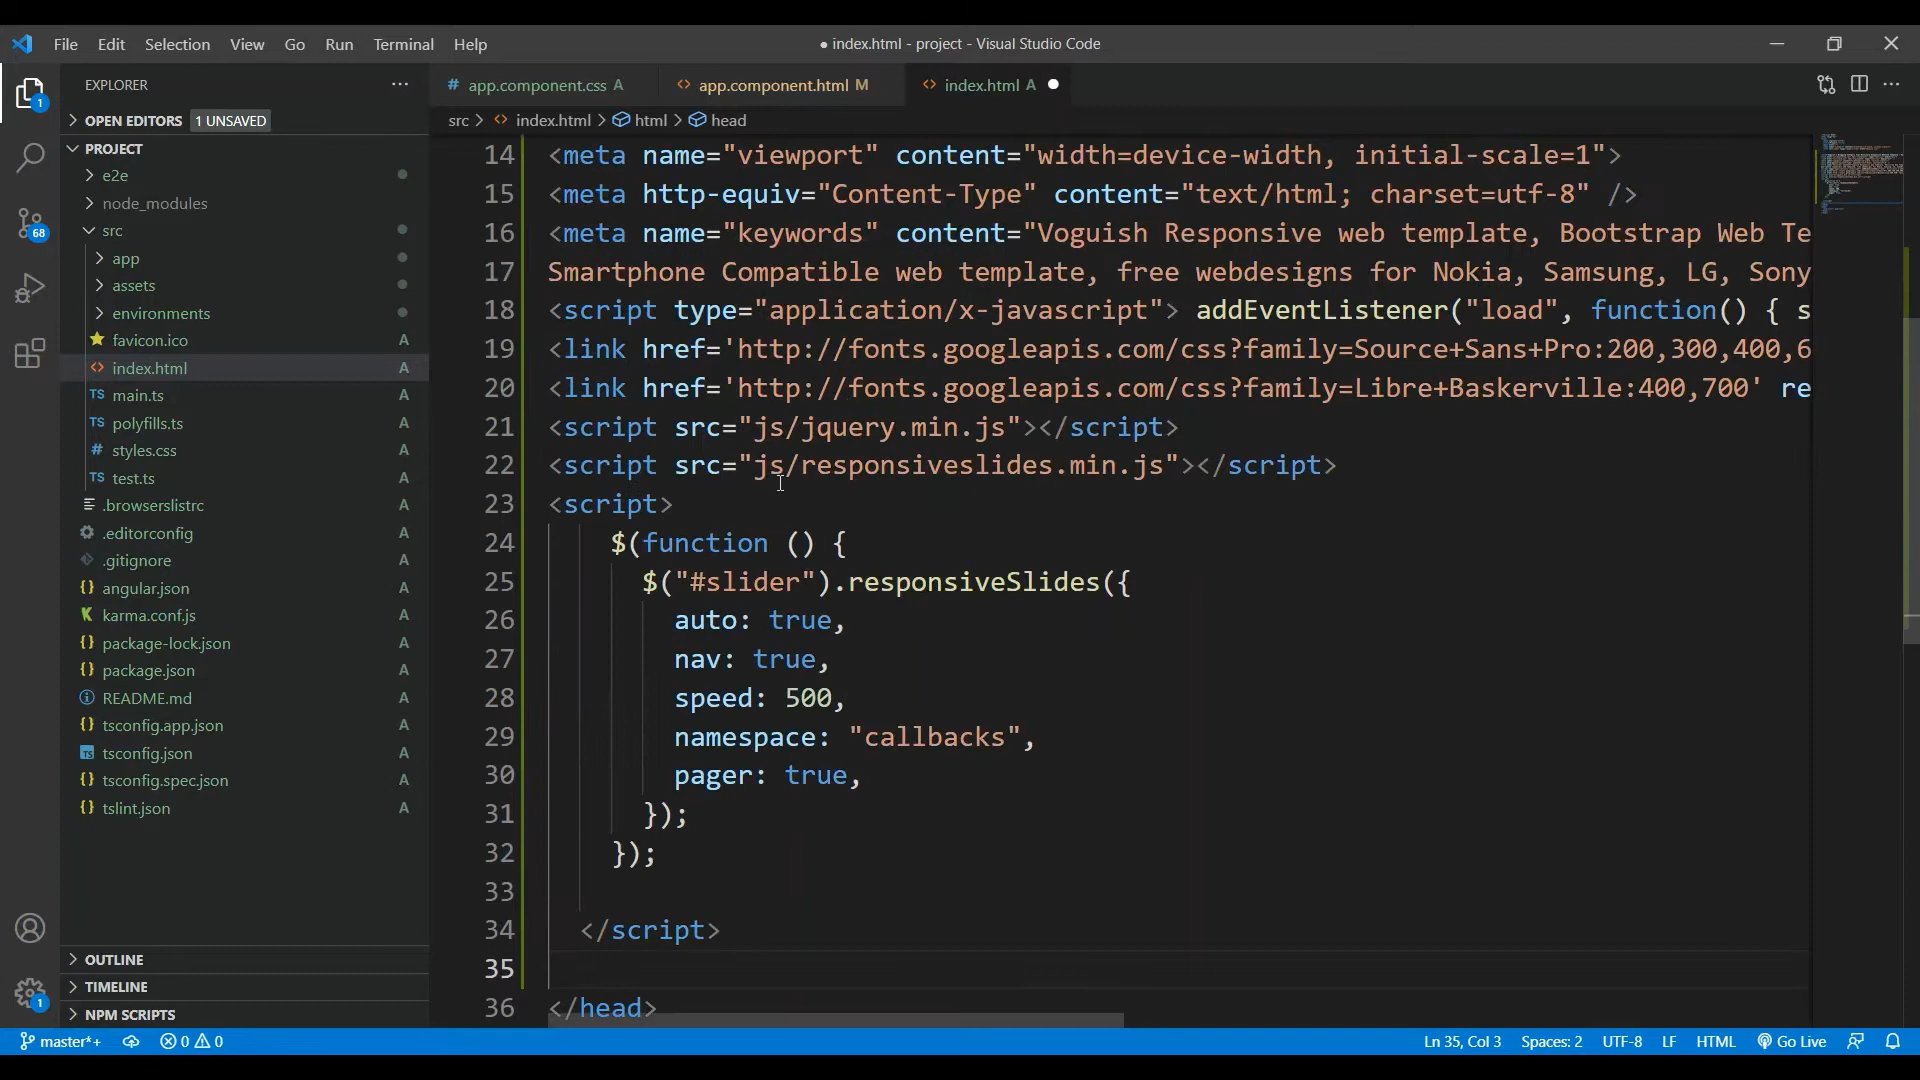 File Edit Selection View Go Run Terminal Help
● index.html - project - Visual Studio Code
EXPLORER
OPEN EDITORS 1 UNSAVED
PROJECT
e2e
node_modules
src
app
assets
environments
favicon.ico A
index.html A
main.ts A
polyfills.ts A
styles.css A
test.ts A
.browserslistrc A
.editorconfig A
.gitignore A
angular.json A
karma.conf.js A
package-lock.json A
package.json A
README.md A
tsconfig.app.json A
tsconfig.json A
tsconfig.spec.json A
tslint.json A
OUTLINE
TIMELINE
NPM SCRIPTS
1
68
1
app.component.css A
app.component.html M
index.html A
src > index.html > html > head
14 <meta name="viewport" content="width=device-width, initial-scale=1">
15 <meta http-equiv="Content-Type" content="text/html; charset=utf-8" />
16 <meta name="keywords" content="Voguish Responsive web template, Bootstrap Web Te
17 Smartphone Compatible web template, free webdesigns for Nokia, Samsung, LG, Sony
18 <script type="application/x-javascript"> addEventListener("load", function() { s
19 <link href='http://fonts.googleapis.com/css?family=Source+Sans+Pro:200,300,400,6
20 <link href='http://fonts.googleapis.com/css?family=Libre+Baskerville:400,700' re
21 <script src="js/jquery.min.js"></script>
22 <script src="js/responsiveslides.min.js"></script>
23 <script>
24 $(function () {
25 $("#slider").responsiveSlides({
26 auto: true,
27 nav: true,
28 speed: 500,
29 namespace: "callbacks",
30 pager: true,
31 });
32 });
33
34 </script>
35
36 </head>
master*+ 0 0 Ln 35, Col 3 Spaces: 2 UTF-8 LF HTML Go Live